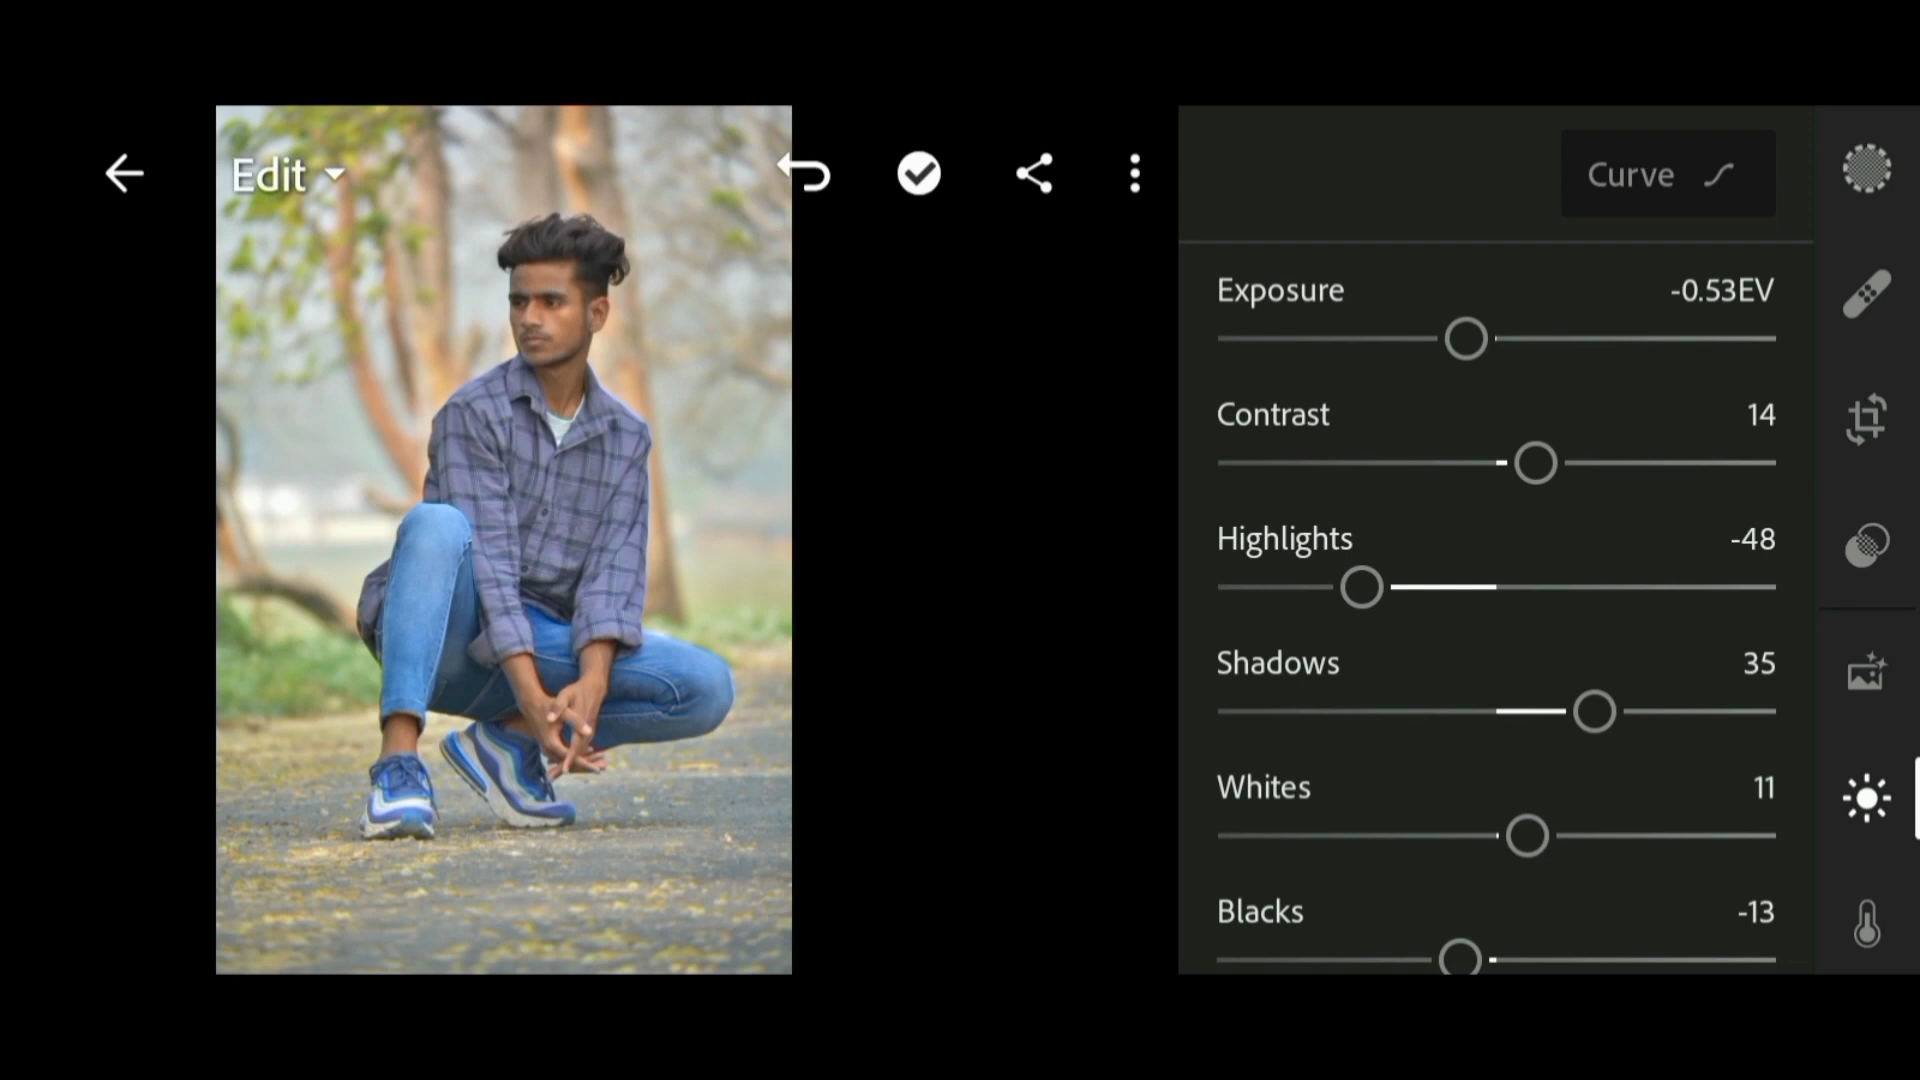 Edit
Curve
Exposure -0.53EV
Contrast 14
Highlights -48
Shadows 35
Whites 11
Blacks -13